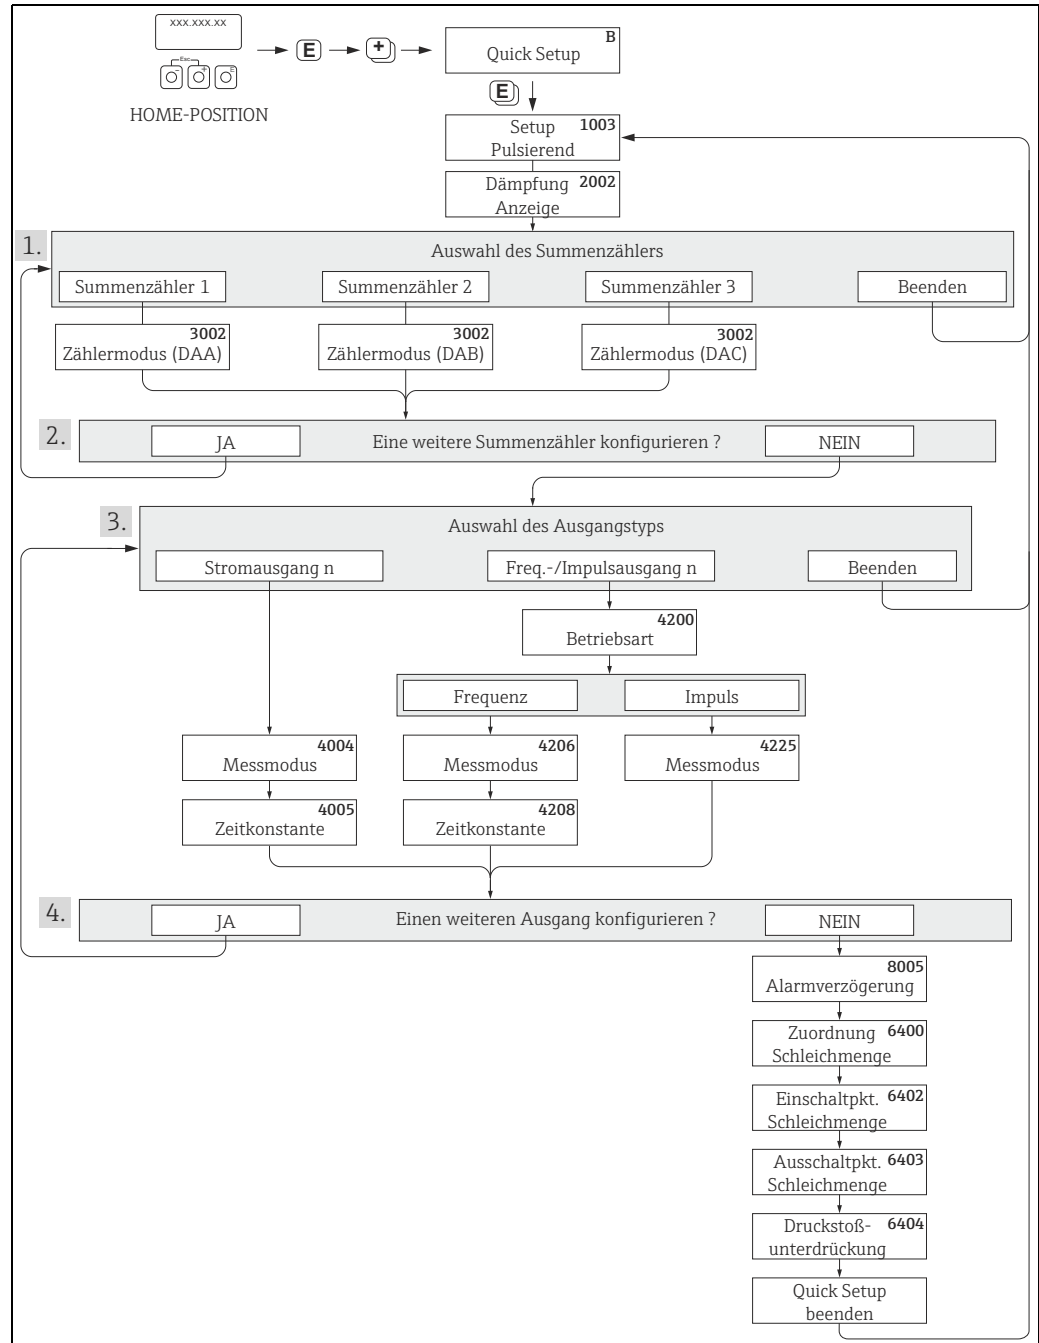 xxx.xxx.xx
Esc
- + E
HOME-POSITION
E
+
B
Quick Setup
E
Setup 1003
Pulsierend
Dämpfung 2002
Anzeige
1.
Auswahl des Summenzählers
Summenzähler 1
Summenzähler 2
Summenzähler 3
Beenden
3002
Zählermodus (DAA)
3002
Zählermodus (DAB)
3002
Zählermodus (DAC)
2.
JA
Eine weitere Summenzähler konfigurieren ?
NEIN
3.
Auswahl des Ausgangstyps
Stromausgang n
Freq.-/Impulsausgang n
Beenden
4200
Betriebsart
Frequenz
Impuls
4004
Messmodus
4206
Messmodus
4225
Messmodus
4005
Zeitkonstante
4208
Zeitkonstante
4.
JA
Einen weiteren Ausgang konfigurieren ?
NEIN
8005
Alarmverzögerung
Zuordnung 6400
Schleichmenge
Einschaltpkt. 6402
Schleichmenge
Ausschaltpkt. 6403
Schleichmenge
Druckstoß- 6404
unterdrückung
Quick Setup
beenden